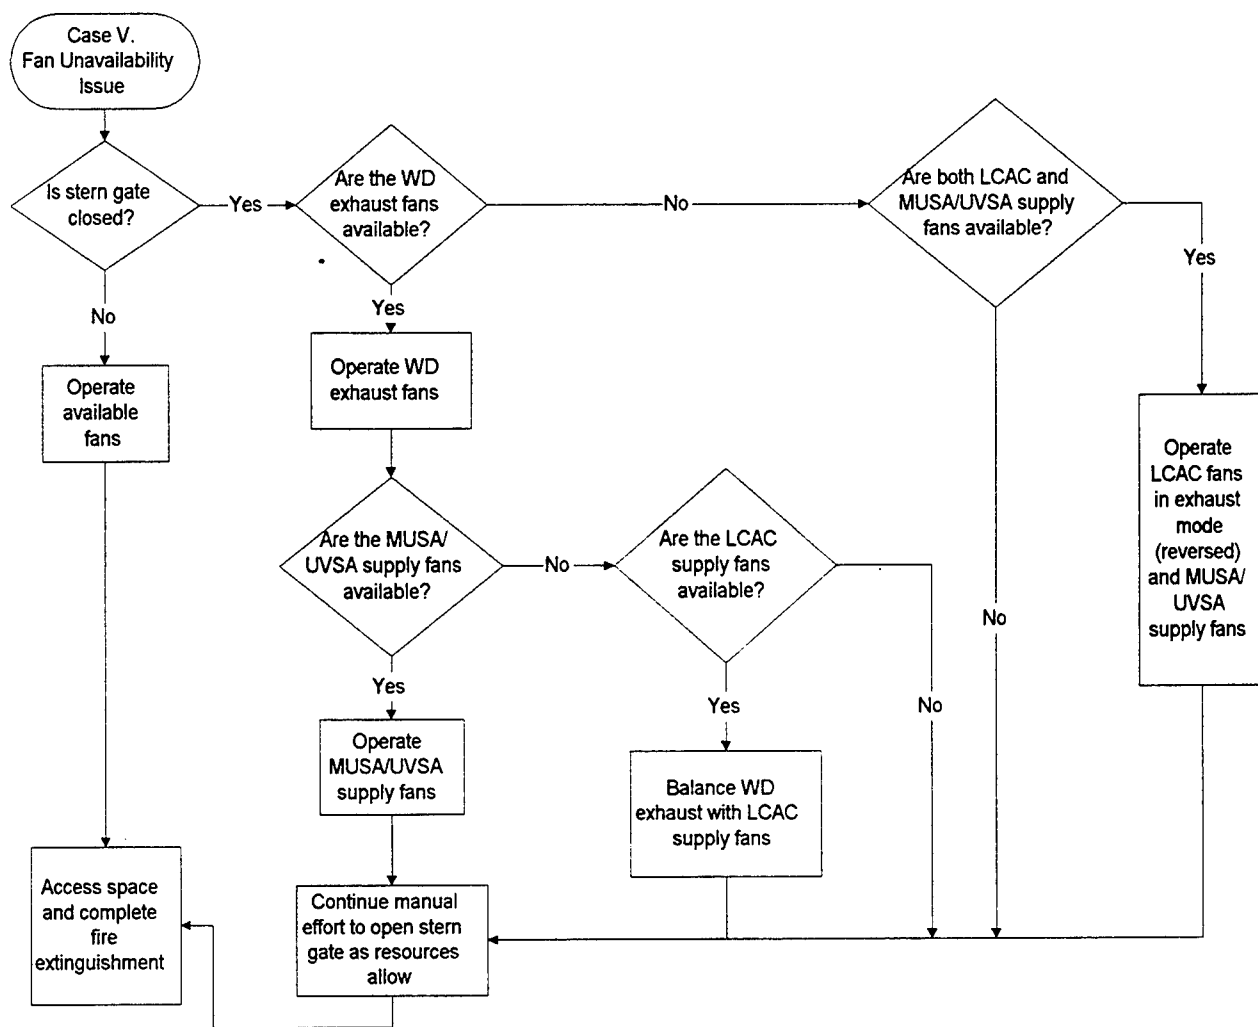 Case V.
Fan Unavailability
Issue
Is stern gate
closed?
Yes
Are the WD
exhaust fans
available?
No
Are both LCAC and
MUSA/UVSA supply
fans available?
Yes
No
Operate
available
fans
Yes
Operate WD
exhaust fans
Operate
LCAC fans
in exhaust
mode
(reversed)
and MUSA/
UVSA
supply fans
Are the MUSA/
UVSA supply fans
available?
No
Are the LCAC
supply fans
available?
No
No
Yes
Operate
MUSA/UVSA
supply fans
Yes
Balance WD
exhaust with LCAC
supply fans
Access space
and complete
fire
extinguishment
Continue manual
effort to open stern
gate as resources
allow